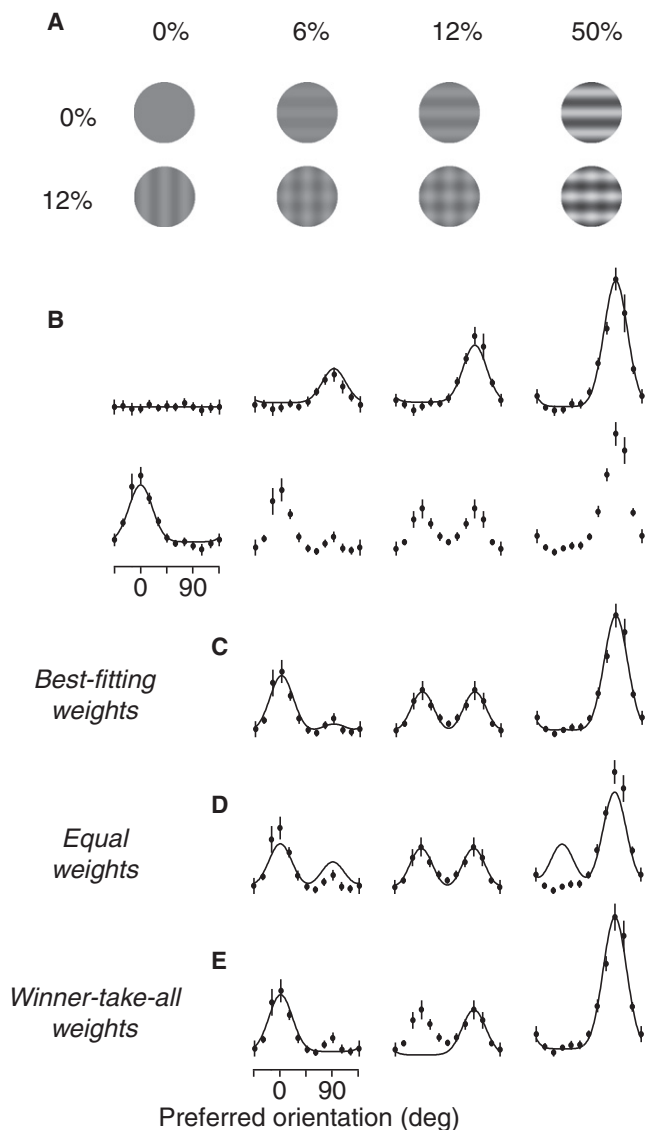 A
0% 6% 12% 50%
0%
12%
B
0 90
C
Best-fitting
weights
D
Equal
weights
E
Winner-take-all
weights
0 90
Preferred orientation (deg)